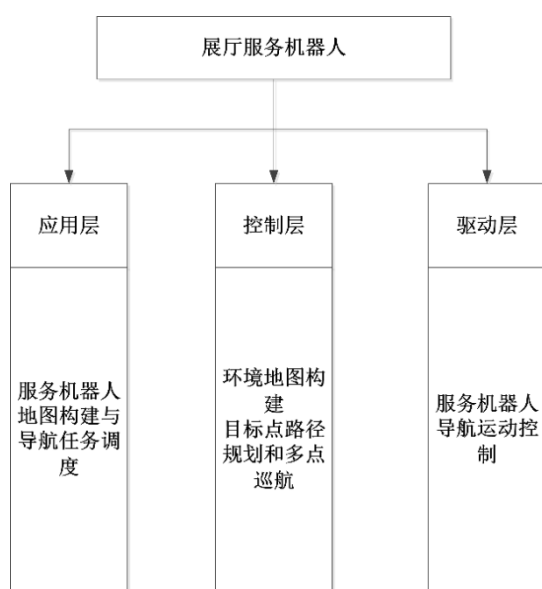 展厅服务机器人
应用层
控制层
驱动层
服务机器人
地图构建与
导航任务调
度
环境地图构
建
目标点路径
规划和多点
巡航
服务机器人
导航运动控
制